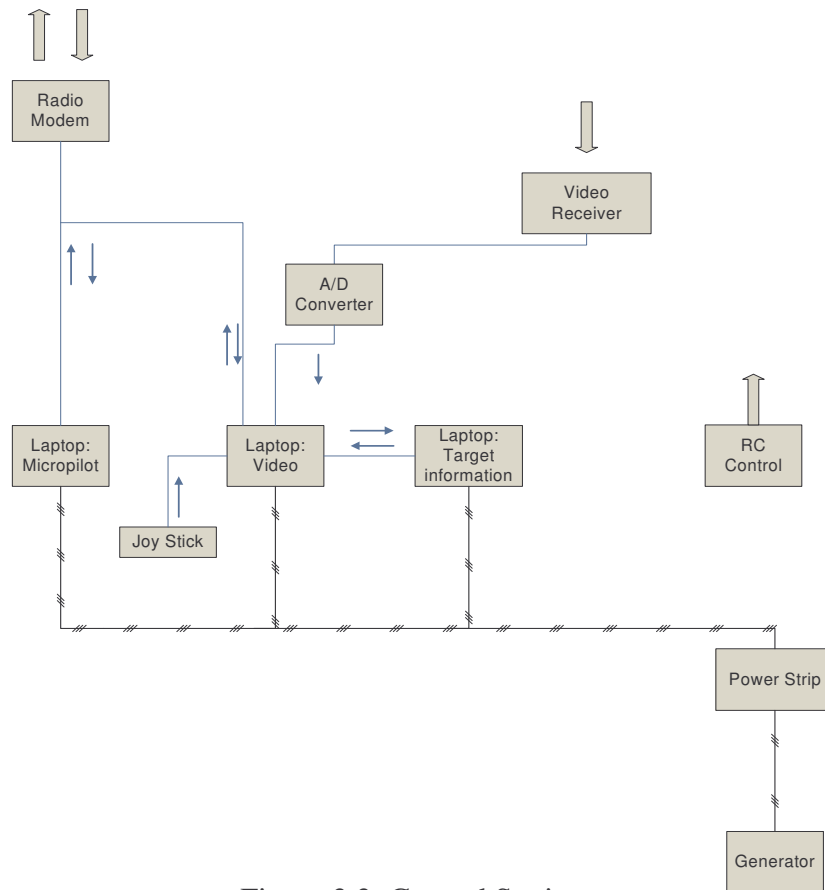 Radio
Modem
Video
Receiver
A/D
Converter
Laptop:
Micropilot
Laptop:
Video
Laptop:
Target
information
RC
Control
Joy Stick
Power Strip
Generator